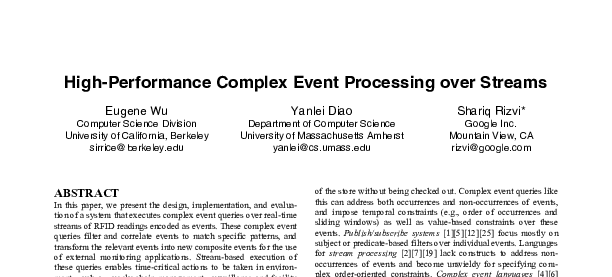 High-Performance Complex Event Processing over Streams
Eugene Wu
Computer Science Division
University of California, Berkeley
sirrice@berkeley.edu
Yanlei Diao
Department of Computer Science
University of Massachusetts Amherst
yanlei@cs.umass.edu
Shariq Rizvi*
Google Inc.
Mountain View, CA
rizvi@google.com
ABSTRACT
In this paper, we present the design, implementation, and evalua-
tion of a system that executes complex event queries over real-time
streams of RFID readings encoded as events. These complex event
queries filter and correlate events to match specific patterns, and
transform the relevant events into new composite events for the use
of external monitoring applications. Stream-based execution of
these queries enables time-critical actions to be taken in environ-
of the store without being checked out. Complex event queries like
this can address both occurrences and non-occurrences of events,
and impose temporal constraints (e.g., order of occurrences and
sliding windows) as well as value-based constraints over these
events. Publish/subscribe systems [1][5][12][25] focus mostly on
subject or predicate-based filters over individual events. Languages
for stream processing [2][7][19] lack constructs to address non-
occurrences of events and become unwieldy for specifying com-
plex order-oriented constraints. Complex event languages [4][6]